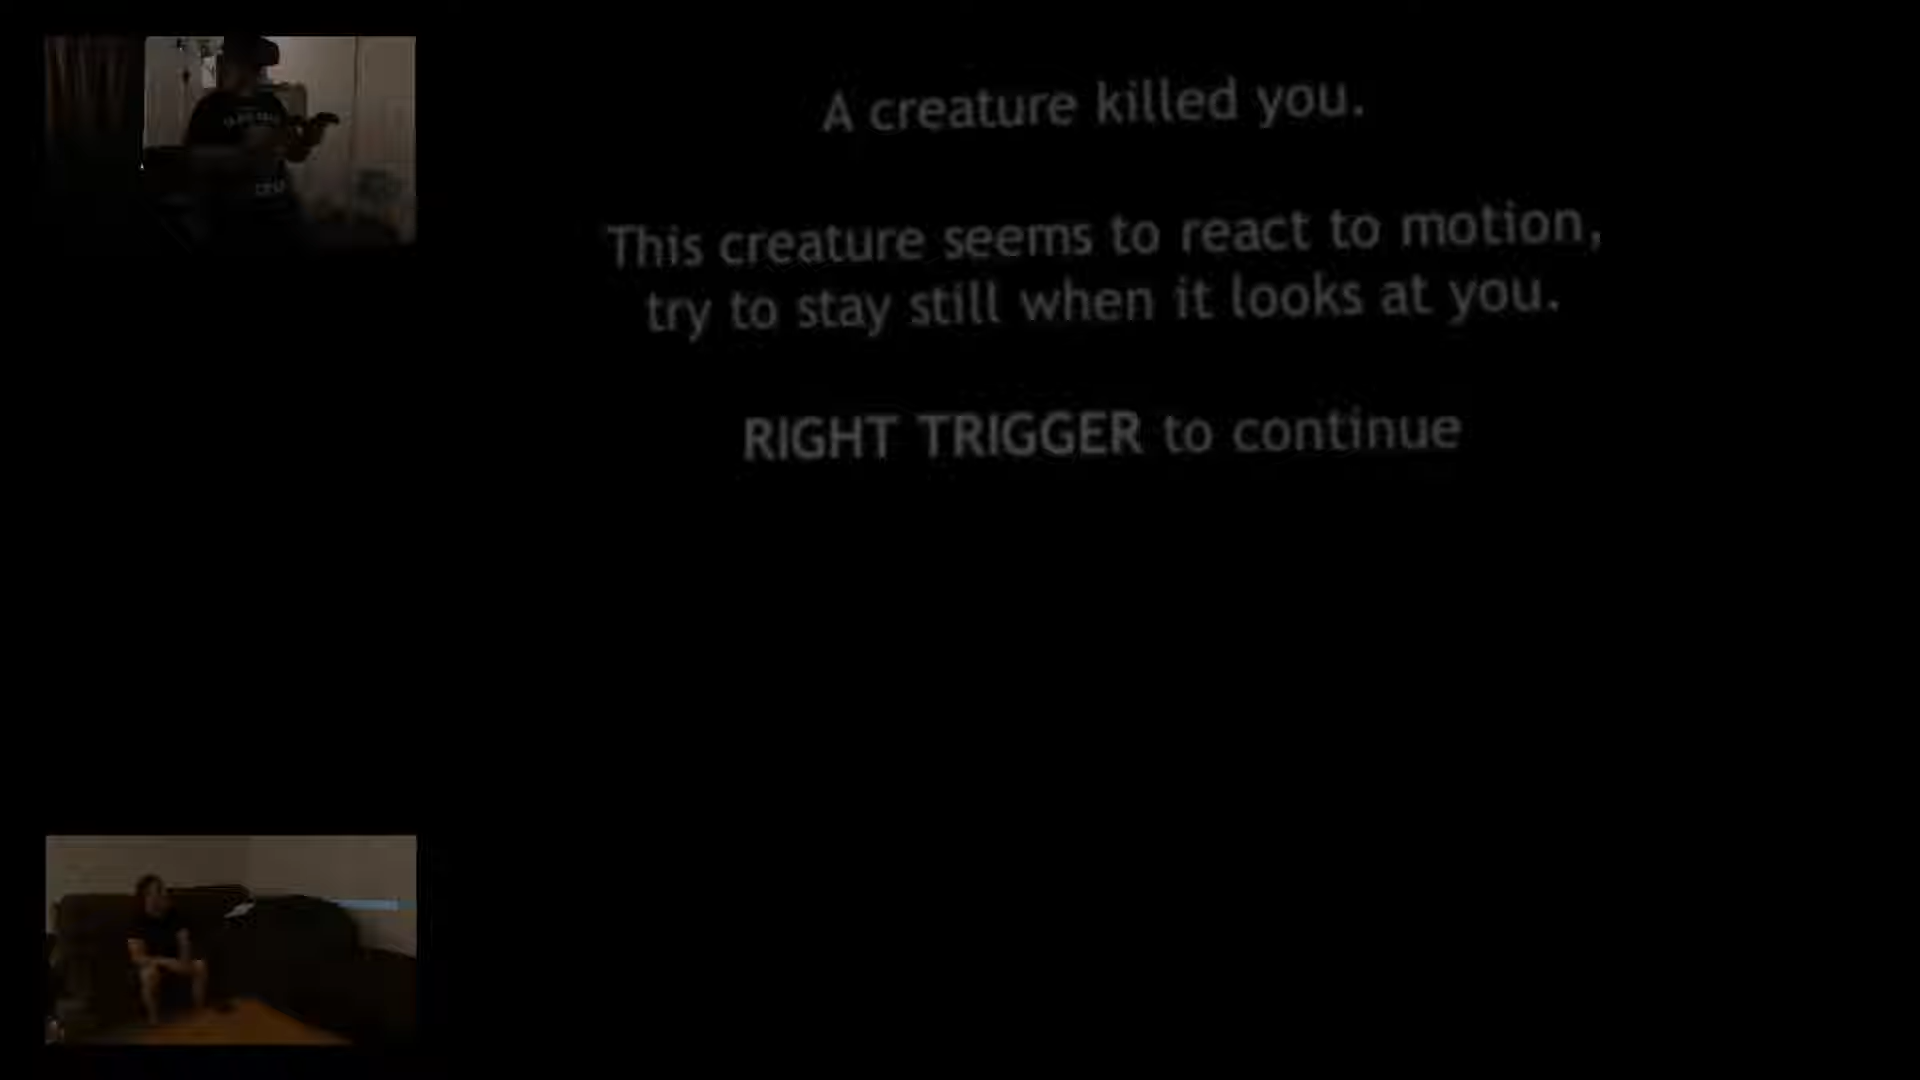 A creature killed you.
This creature seems to react to motion,
try to stay still when it looks at you.
RIGHT TRIGGER to continue